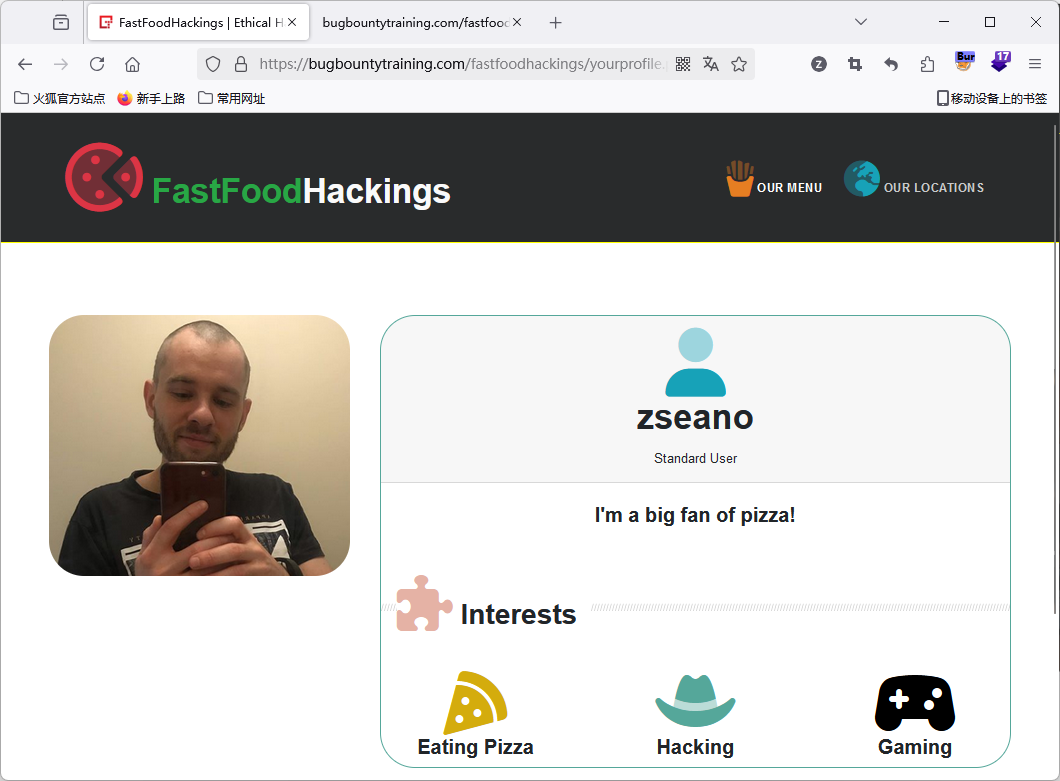 FastFoodHackings | Ethical H
bugbountytraining.com/fastfood
https://bugbountytraining.com/fastfoodhackings/yourprofile.
Z
Bur
17
火狐官方站点
新手上路
常用网址
移动设备上的书签
FastFoodHackings
OUR MENU
OUR LOCATIONS
zseano
Standard User
I'm a big fan of pizza!
Interests
Eating Pizza
Hacking
Gaming